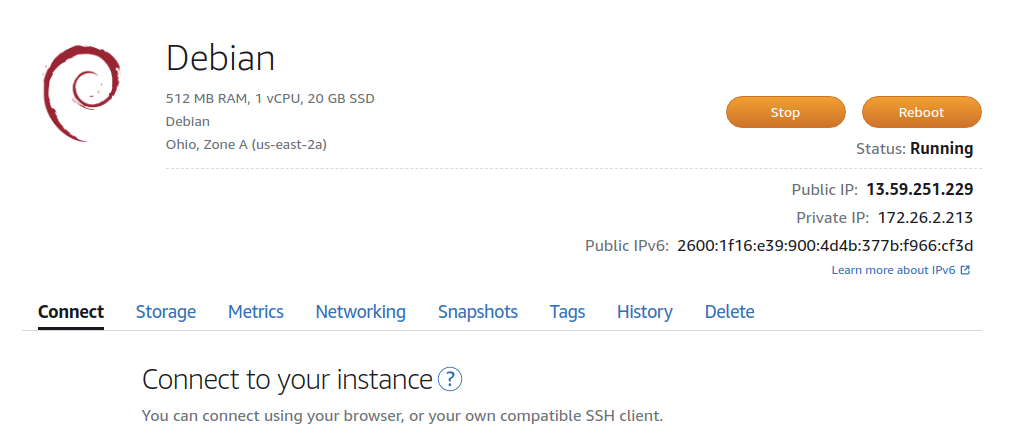 Debian
512 MB RAM, 1 vCPU, 20 GB SSD
Debian
Ohio, Zone A (us-east-2a)
Stop
Reboot
Status: Running
Public IP: 13.59.251.229
Private IP: 172.26.2.213
Public IPv6: 2600:1f16:e39:900:4d4b:377b:f966:cf3d
Learn more about IPv6
Connect Storage Metrics Networking Snapshots Tags History Delete
Connect to your instance ?
You can connect using your browser, or your own compatible SSH client.